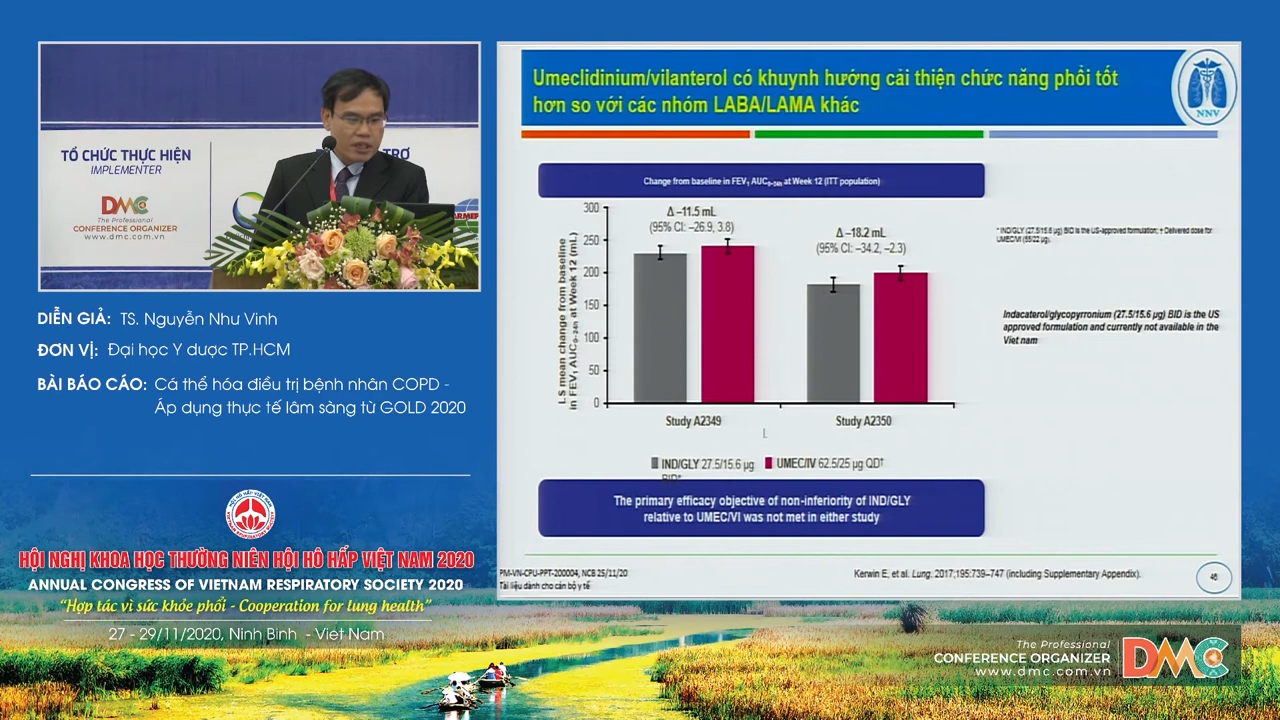 TỔ CHỨC THỰC HIỆN
IMPLEMENTER
DMC
The Professional
CONFERENCE ORGANIZER
www.dmc.com.vn
TRỢ
DIỄN GIẢ: TS. Nguyễn Như Vinh
ĐƠN VỊ: Đại học Y dược TP.HCM
BÀI BÁO CÁO: Cá thể hóa điều trị bệnh nhân COPD -
Áp dụng thực tế lâm sàng từ GOLD 2020
HỘI HÔ HẤP VIỆT NAM
VIETNAM RESPIRATORY SOCIETY
HỘI NGHỊ KHOA HỌC THƯỜNG NIÊN HỘI HÔ HẤP VIỆT NAM 2020
ANNUAL CONGRESS OF VIETNAM RESPIRATORY SOCIETY 2020
“Hợp tác vì sức khỏe phổi - Cooperation for lung health”
27 - 29/11/2020, Ninh Bình - Việt Nam
Umeclidinium/vilanterol có khuynh hướng cải thiện chức năng phổi tốt
hơn so với các nhóm LABA/LAMA khác
NNV
Change from baseline in FEV₁ AUC₀₋₂₄ₕ at Week 12 (ITT population)
LS mean change from baseline
in FEV₁ AUC₀₋₂₄ₕ at Week 12 (mL)
300
250
200
150
100
50
0
Δ –11.5 mL
(95% CI: –26.9, 3.8)
Δ –18.2 mL
(95% CI: –34.2, –2.3)
Study A2349
Study A2350
IND/GLY 27.5/15.6 µg
BID*
UMEC/IV 62.5/25 µg QD†
* IND/GLY (27.5/15.6 µg) BID is the US-approved formulation; † Delivered dose for
UMEC/VI (55/22 µg).
Indacaterol/glycopyrronium (27.5/15.6 µg) BID is the US
approved formulation and currently not available in the
Viet nam
The primary efficacy objective of non-inferiority of IND/GLY
relative to UMEC/VI was not met in either study
PM-VN-CPU-PPT-200004, NCB 25/11/20
Tài liệu dành cho cán bộ y tế
Kerwin E, et al. Lung. 2017;195:739–747 (including Supplementary Appendix).
46
The Professional
CONFERENCE ORGANIZER
www.dmc.com.vn
DMC